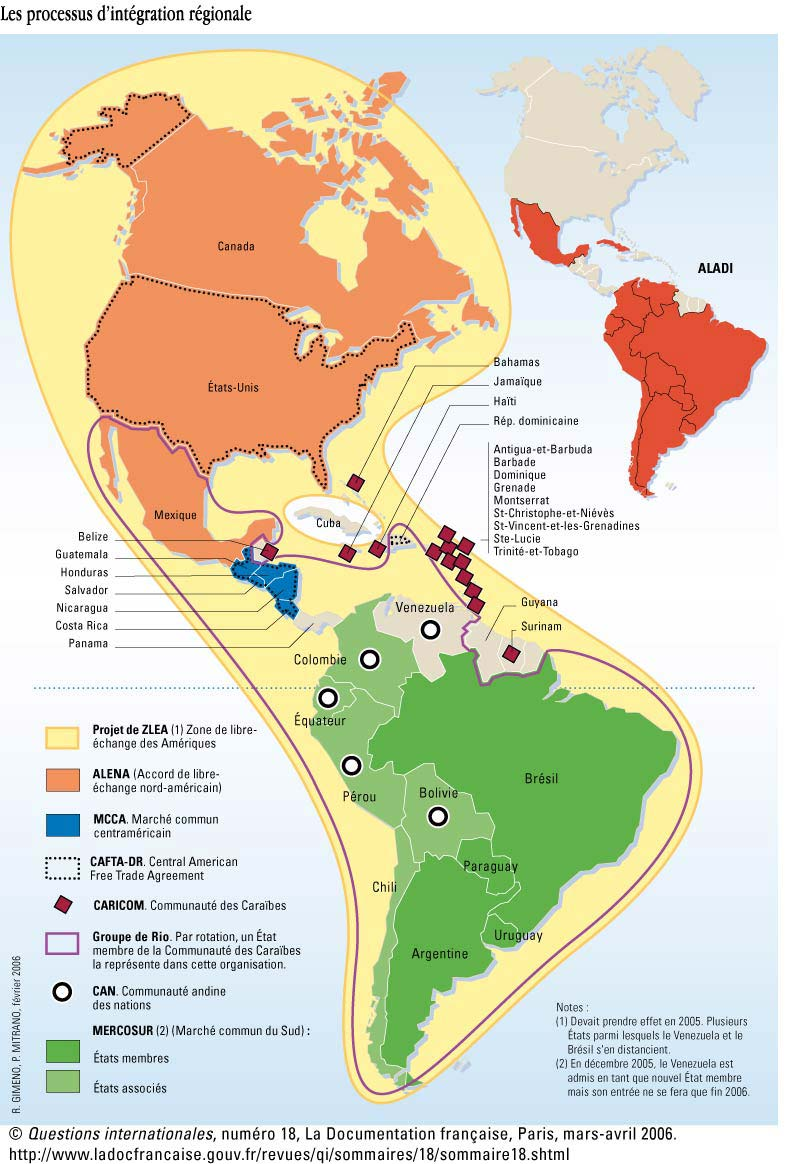 Les processus d'intégration régionale
Canada
ALADI
États-Unis
Bahamas
Jamaïque
Haïti
Rép. dominicaine
Antigua-et-Barbuda
Barbade
Dominique
Grenade
Montserrat
St-Christophe-et-Niévès
St-Vincent-et-les-Grenadines
Ste-Lucie
Trinité-et-Tobago
Mexique
Cuba
Belize
Guatemala
Honduras
Salvador
Nicaragua
Costa Rica
Panama
Venezuela
Guyana
Surinam
Colombie
Équateur
Pérou
Bolivie
Brésil
Chili
Paraguay
Uruguay
Argentine
Projet de ZLEA (1) Zone de libre-
échange des Amériques
ALENA (Accord de libre-
échange nord-américain)
MCCA. Marché commun
centraméricain
CAFTA-DR. Central American
Free Trade Agreement
CARICOM. Communauté des Caraïbes
Groupe de Rio. Par rotation, un État
membre de la Communauté des Caraïbes
la représente dans cette organisation.
CAN. Communauté andine
des nations
MERCOSUR (2) (Marché commun du Sud) :
États membres
États associés
R. GIMENO, P. MITRANO, février 2006
Notes :
(1) Devait prendre effet en 2005. Plusieurs
États parmi lesquels le Venezuela et le
Brésil s'en distancient.
(2) En décembre 2005, le Venezuela est
admis en tant que nouvel État membre
mais son entrée ne se fera que fin 2006.
© Questions internationales, numéro 18, La Documentation française, Paris, mars-avril 2006.
http://www.ladocfrancaise.gouv.fr/revues/qi/sommaires/18/sommaire18.shtml